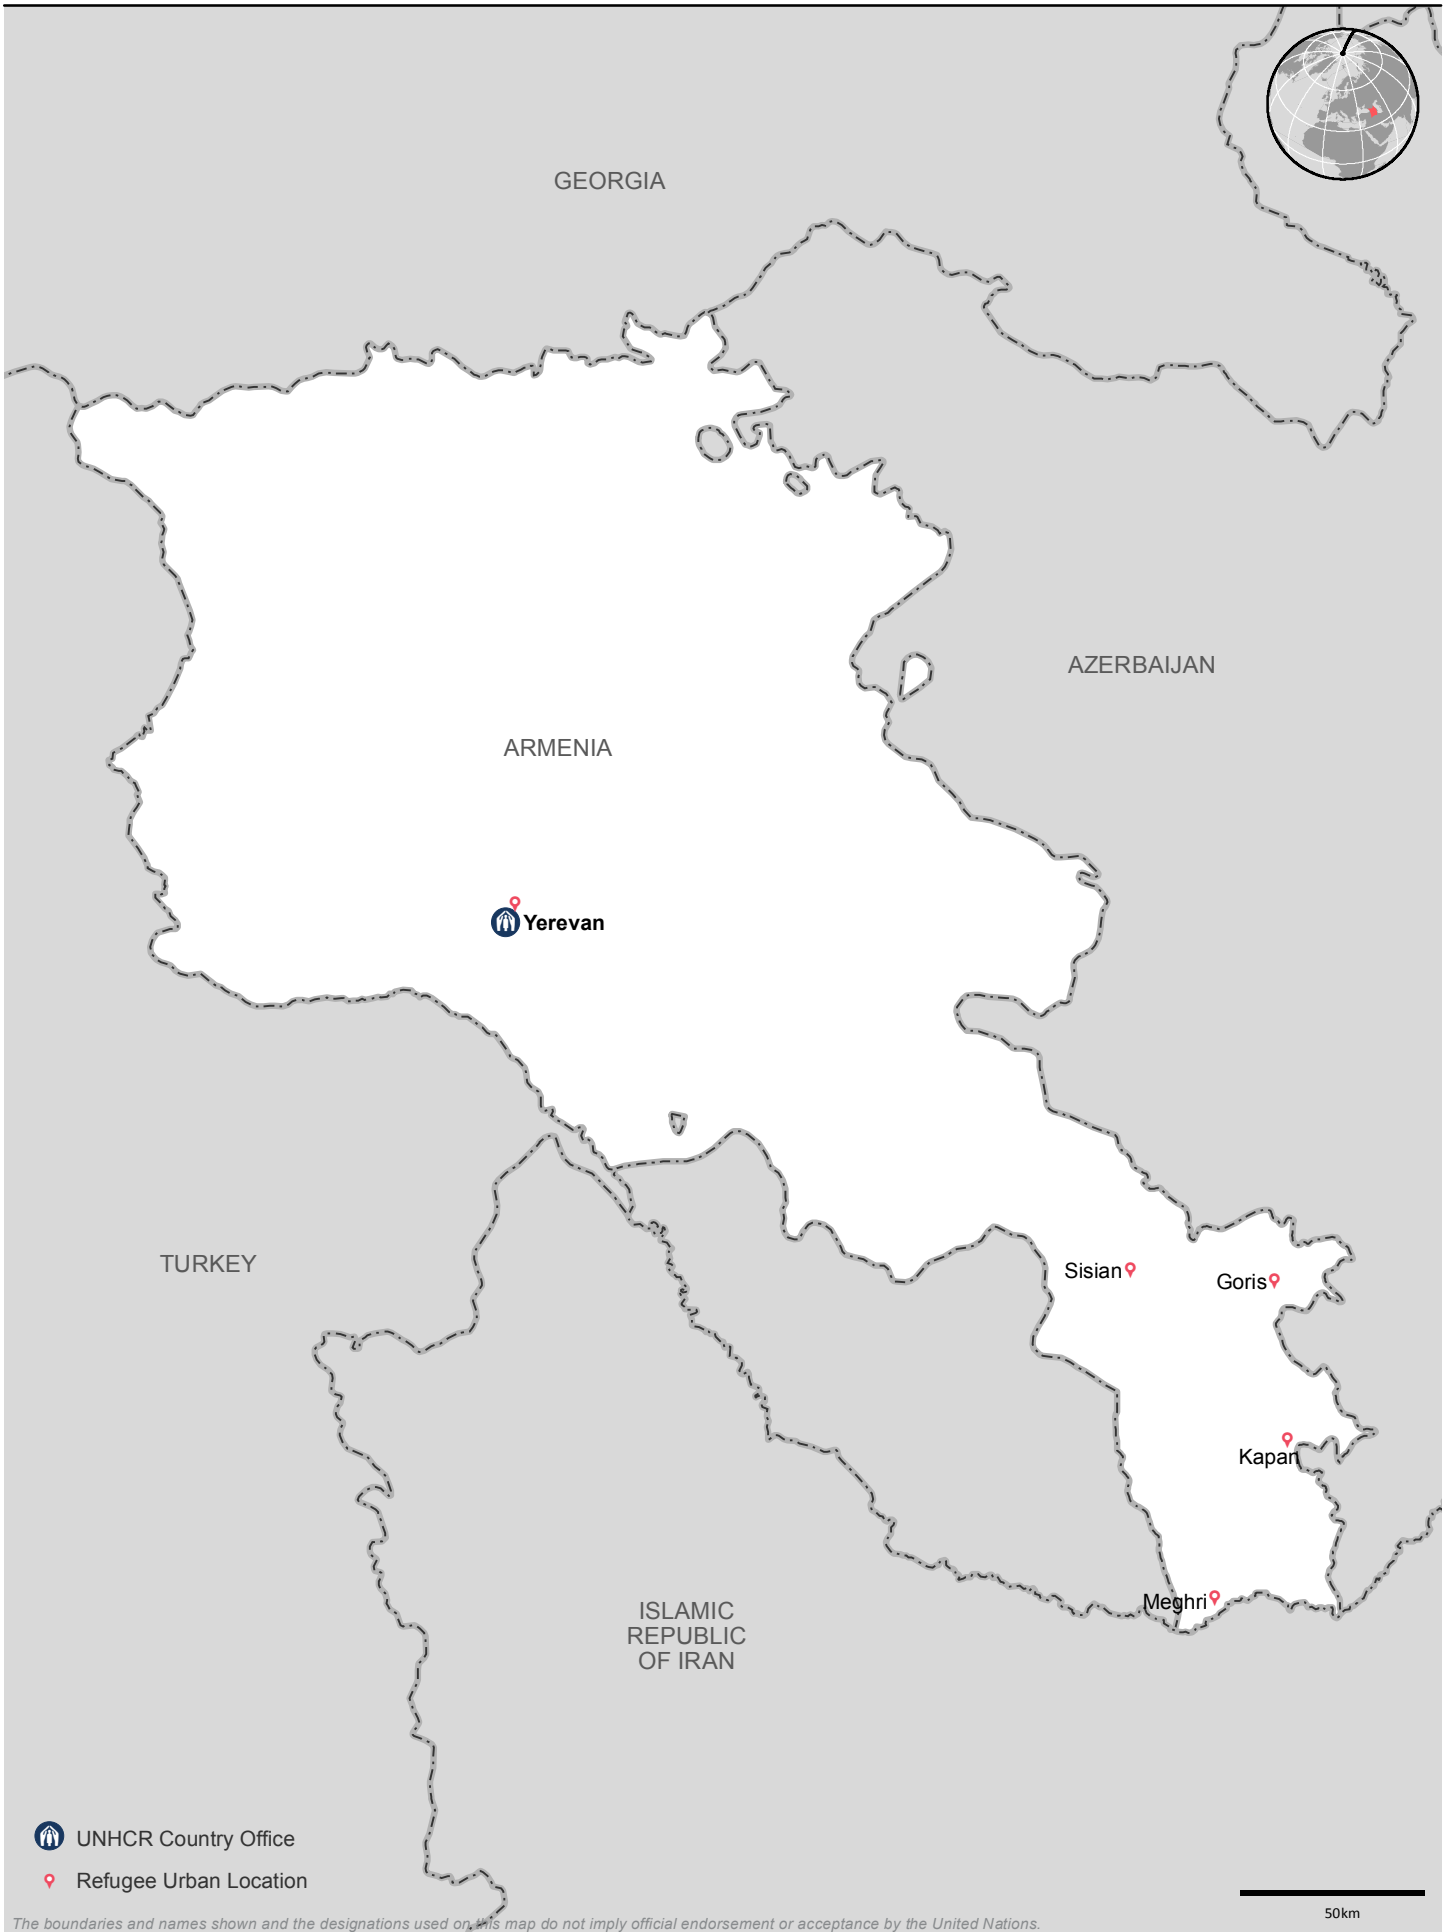 GEORGIA
AZERBAIJAN
ARMENIA
Yerevan
TURKEY
Sisian
Goris
Kapan
Meghri
ISLAMIC
REPUBLIC
OF IRAN
UNHCR Country Office
Refugee Urban Location
50km
The boundaries and names shown and the designations used on this map do not imply official endorsement or acceptance by the United Nations.